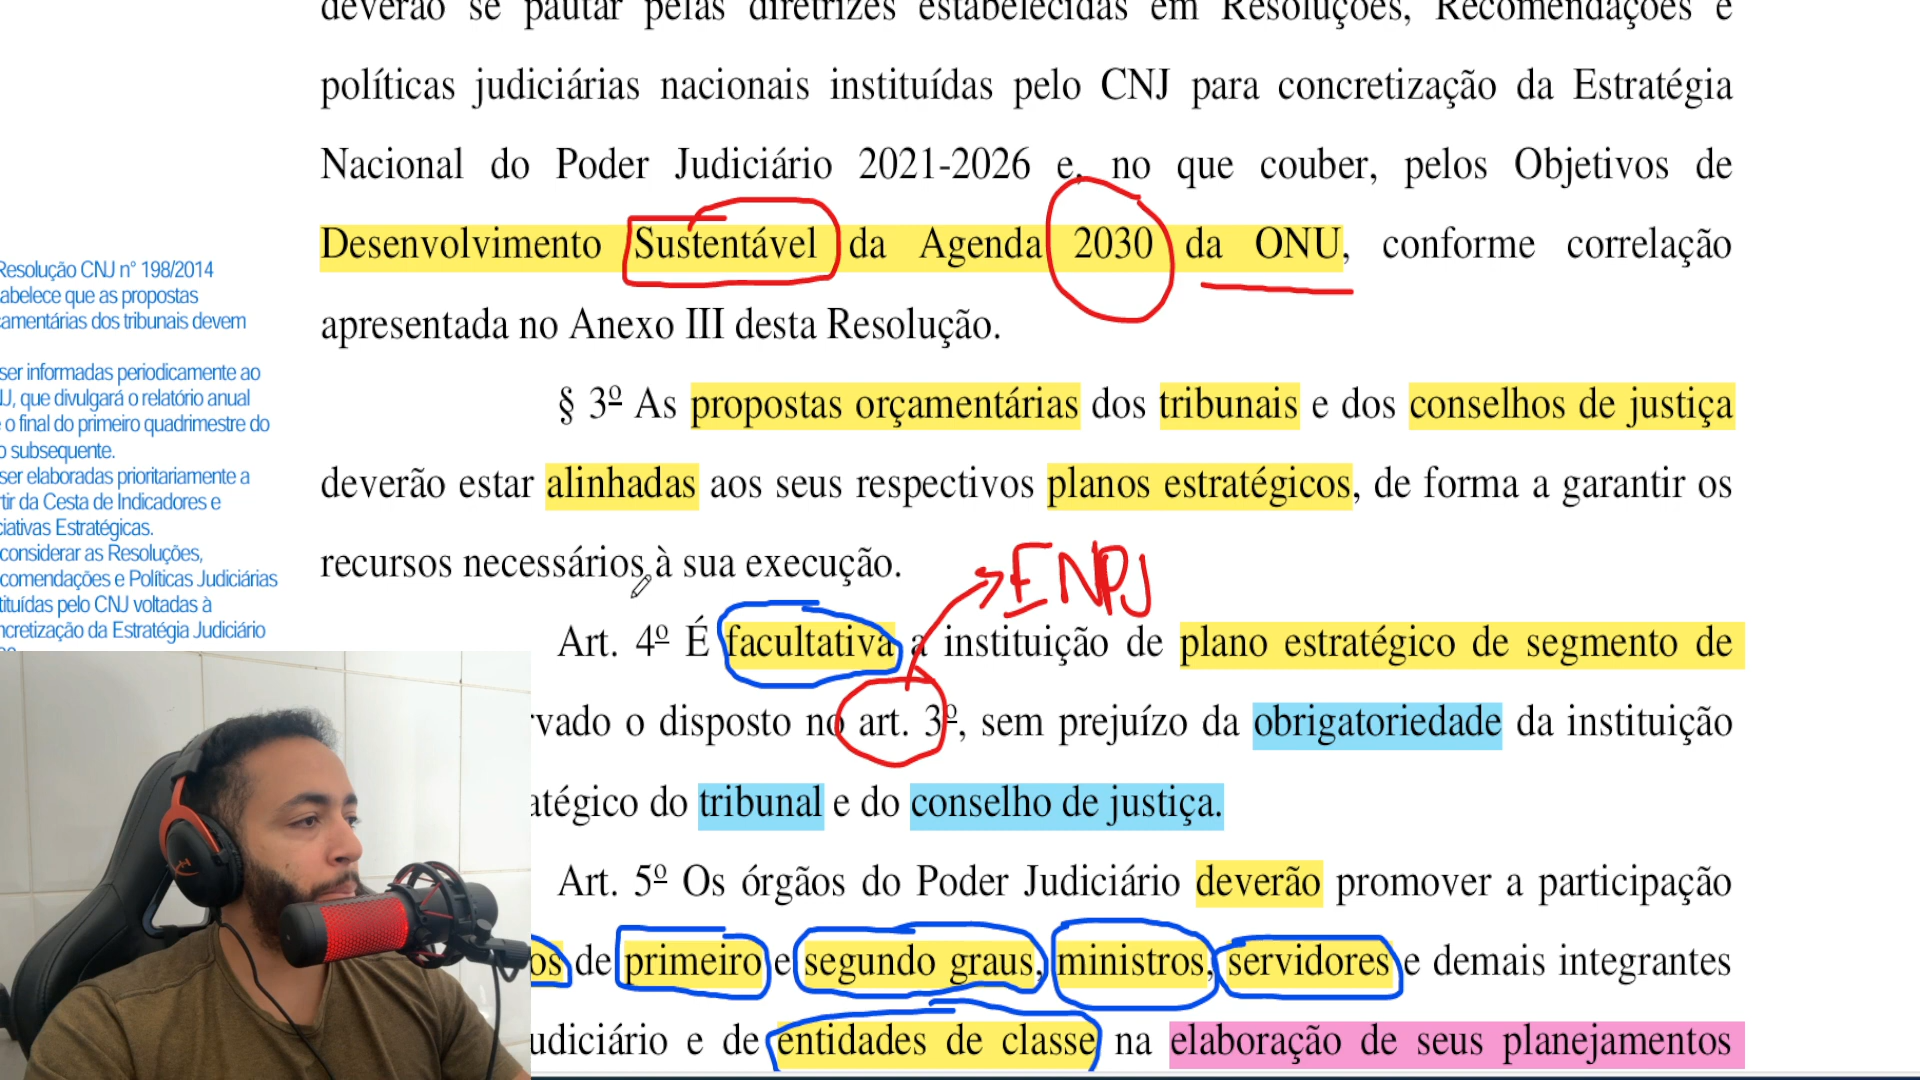 deverão se pautar pelas diretrizes estabelecidas em Resoluções, Recomendações e
políticas judiciárias nacionais instituídas pelo CNJ para concretização da Estratégia
Nacional do Poder Judiciário 2021-2026 e, no que couber, pelos Objetivos de
Desenvolvimento Sustentável da Agenda 2030 da ONU, conforme correlação
apresentada no Anexo III desta Resolução.
§ 3º As propostas orçamentárias dos tribunais e dos conselhos de justiça
deverão estar alinhadas aos seus respectivos planos estratégicos, de forma a garantir os
recursos necessários à sua execução.
ENPJ
Art. 4º É facultativa a instituição de plano estratégico de segmento de
vado o disposto no art. 3º, sem prejuízo da obrigatoriedade da instituição
atégico do tribunal e do conselho de justiça.
Art. 5º Os órgãos do Poder Judiciário deverão promover a participação
os de primeiro e segundo graus, ministros, servidores e demais integrantes
udiciário e de entidades de classe na elaboração de seus planejamentos
Resolução CNJ n° 198/2014
abelece que as propostas
amentárias dos tribunais devem
ser informadas periodicamente ao
J, que divulgará o relatório anual
o final do primeiro quadrimestre do
o subsequente.
ser elaboradas prioritariamente a
tir da Cesta de Indicadores e
ciativas Estratégicas.
considerar as Resoluções,
comendações e Políticas Judiciárias
tituídas pelo CNJ voltadas à
ncretização da Estratégia Judiciário